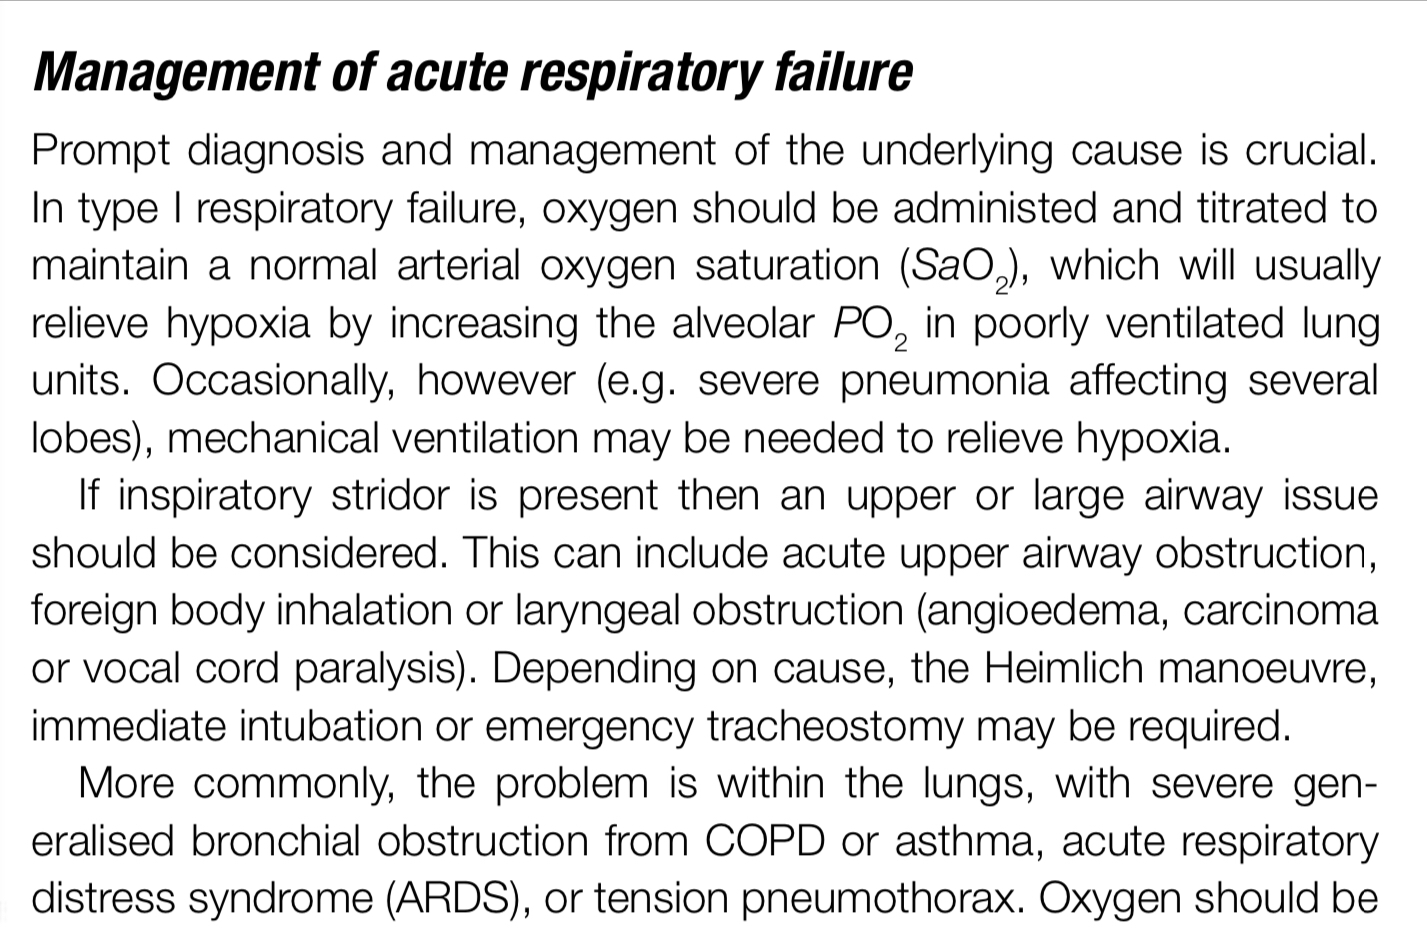 Management of acute respiratory failure
Prompt diagnosis and management of the underlying cause is crucial.
In type I respiratory failure, oxygen should be administed and titrated to
maintain a normal arterial oxygen saturation (SaO₂), which will usually
relieve hypoxia by increasing the alveolar PO₂ in poorly ventilated lung
units. Occasionally, however (e.g. severe pneumonia affecting several
lobes), mechanical ventilation may be needed to relieve hypoxia.
If inspiratory stridor is present then an upper or large airway issue
should be considered. This can include acute upper airway obstruction,
foreign body inhalation or laryngeal obstruction (angioedema, carcinoma
or vocal cord paralysis). Depending on cause, the Heimlich manoeuvre,
immediate intubation or emergency tracheostomy may be required.
More commonly, the problem is within the lungs, with severe gen-
eralised bronchial obstruction from COPD or asthma, acute respiratory
distress syndrome (ARDS), or tension pneumothorax. Oxygen should be